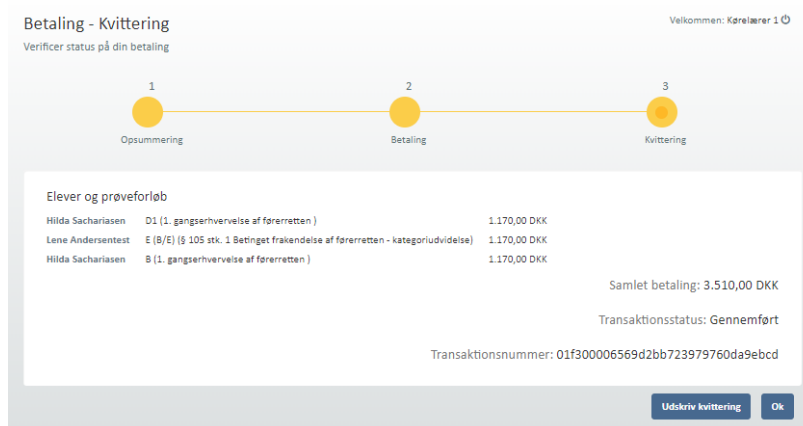 Betaling - Kvittering
Velkommen: Kørelærer 1
Verificer status på din betaling
1 2 3
Opsummering Betaling Kvittering
Elever og prøveforløb
Hilda Sachariasen D1 (1. gangserhvervelse af førerretten ) 1.170,00 DKK
Lene Andersentest E (B/E) (§ 105 stk. 1 Betinget frakendelse af førerretten - kategoriudvidelse) 1.170,00 DKK
Hilda Sachariasen B (1. gangserhvervelse af førerretten ) 1.170,00 DKK
Samlet betaling: 3.510,00 DKK
Transaktionsstatus: Gennemført
Transaktionsnummer: 01f300006569d2bb723979760da9ebcd
Udskriv kvittering Ok